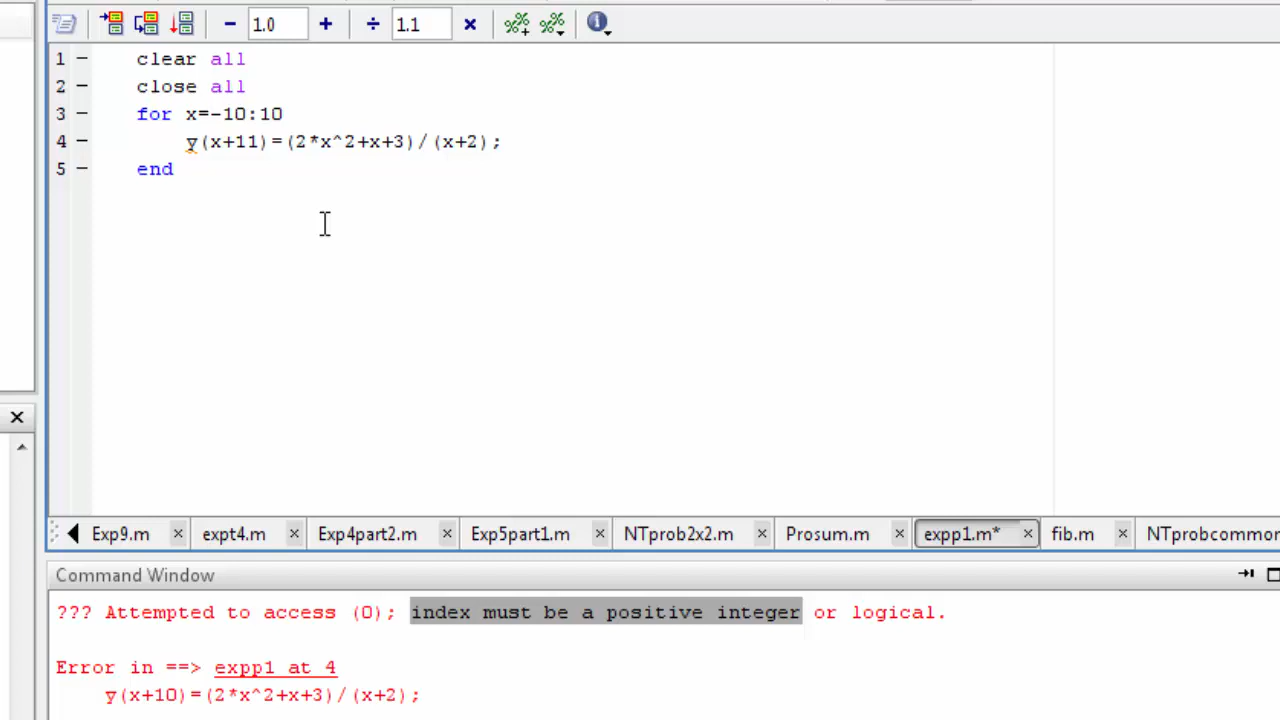 1.0 1.1
1 clear all
2 close all
3 for x=-10:10
4 y(x+11)=(2*x^2+x+3)/(x+2);
5 end
Exp9.m expt4.m Exp4part2.m Exp5part1.m NTprob2x2.m Prosum.m expp1.m* fib.m NTprobcommon
Command Window
??? Attempted to access (0); index must be a positive integer or logical.
Error in ==> expp1 at 4
y(x+10)=(2*x^2+x+3)/(x+2);